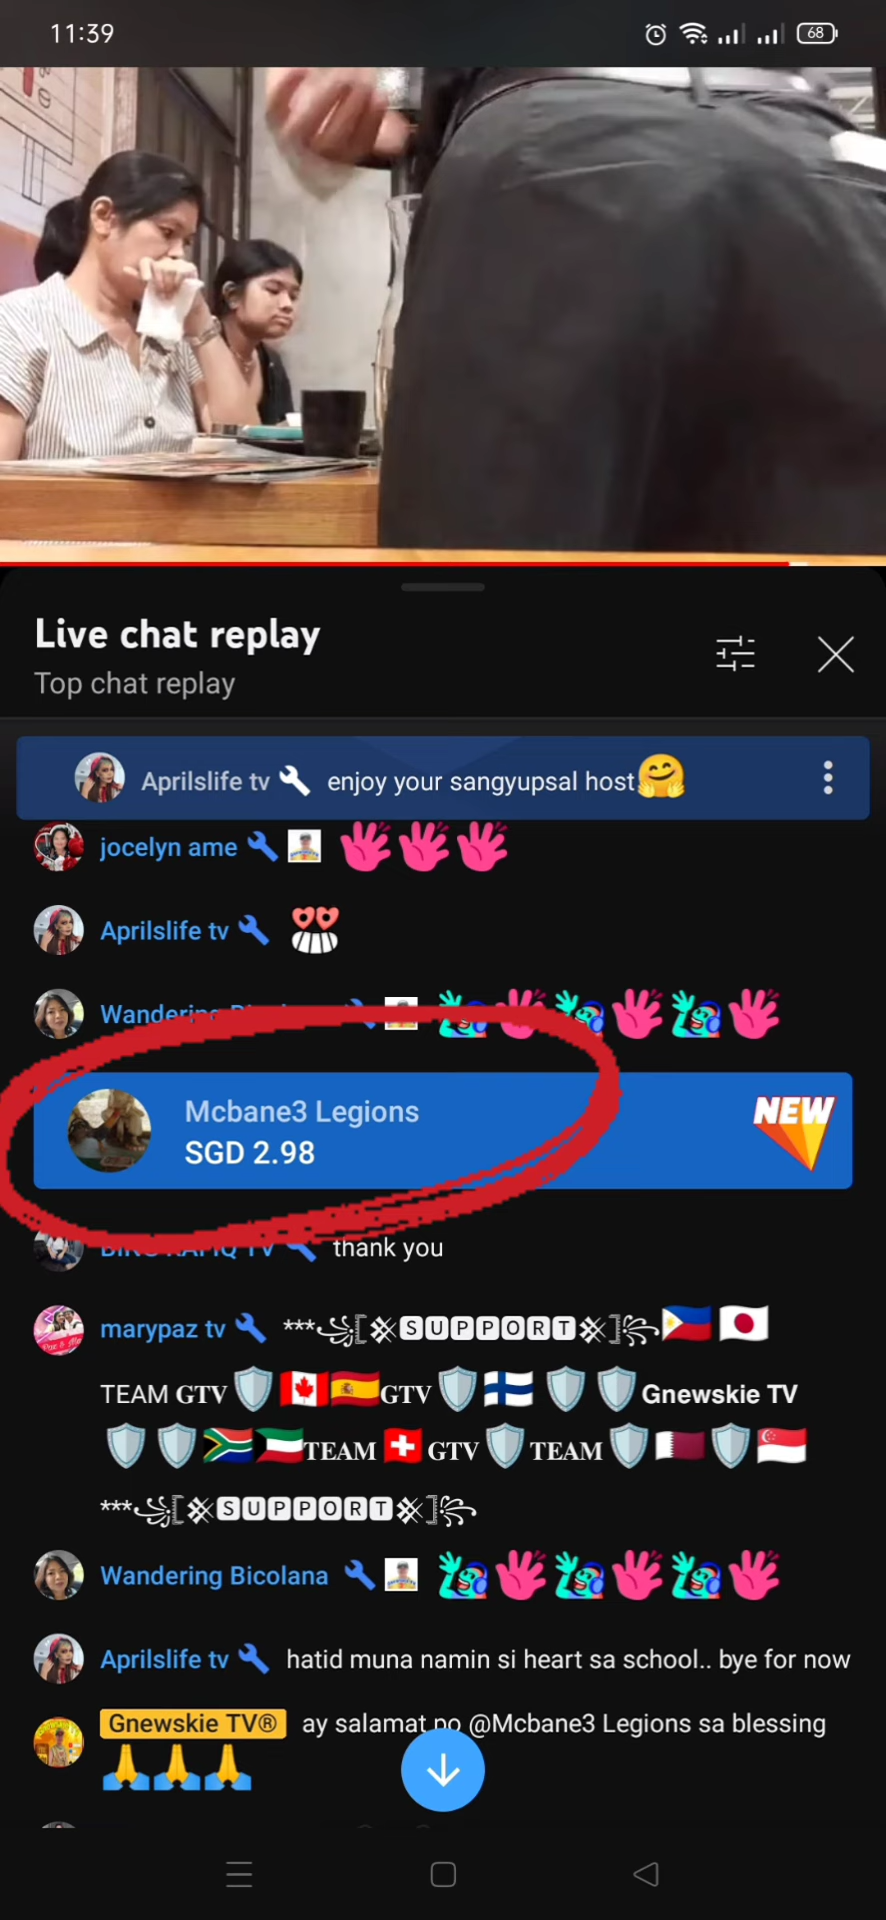 11:39
68
Live chat replay
Top chat replay
Aprilslife tv enjoy your sangyupsal host🤗
jocelyn ame
Aprilslife tv
Wandering
Mcbane3 Legions
SGD 2.98
NEW
TV thank you
marypaz tv ***꧁༺🆂🆄🅿🅿🅾🆁🆃༻꧂🇵🇭🇯🇵
TEAM 𝐆𝐓𝐕🛡️🇨🇦🇪🇸𝐆𝐓𝐕🛡️🇫🇮🛡️🛡️𝗚𝗻𝗲𝘄𝘀𝗸𝗶𝗲 𝗧𝗩
🛡️🛡️🇿🇦🇰🇼𝐓𝐄𝐀𝐌🇨🇭𝐆𝐓𝐕🛡️𝐓𝐄𝐀𝐌🛡️🇶🇦🛡️🇸🇬
***꧁༺🆂🆄🅿🅿🅾🆁🆃༻꧂
Wandering Bicolana
Aprilslife tv hatid muna namin si heart sa school.. bye for now
Gnewskie TV® ay salamat po @Mcbane3 Legions sa blessing
🙏🙏🙏